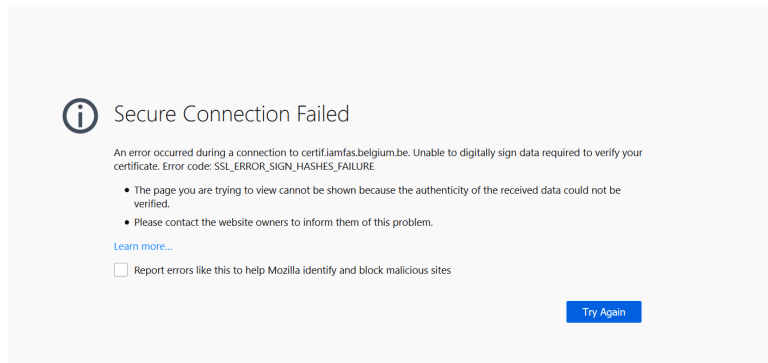 Secure Connection Failed
An error occurred during a connection to certif.iamfas.belgium.be. Unable to digitally sign data required to verify your
certificate. Error code: SSL_ERROR_SIGN_HASHES_FAILURE
• The page you are trying to view cannot be shown because the authenticity of the received data could not be
verified.
• Please contact the website owners to inform them of this problem.
Learn more...
Report errors like this to help Mozilla identify and block malicious sites
Try Again